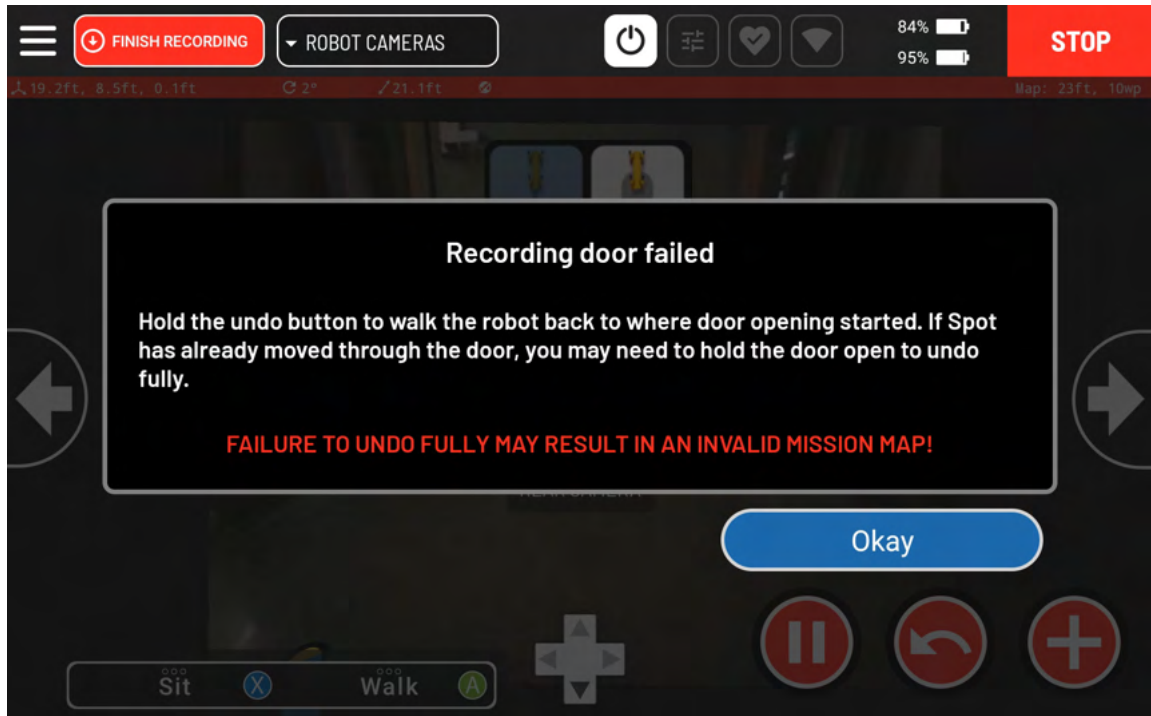 FINISH RECORDING
ROBOT CAMERAS
84%
95%
STOP
19.2ft, 8.5ft, 0.1ft
2°
21.1ft
Map: 23ft, 10wp
Recording door failed
Hold the undo button to walk the robot back to where door opening started. If Spot
has already moved through the door, you may need to hold the door open to undo
fully.
FAILURE TO UNDO FULLY MAY RESULT IN AN INVALID MISSION MAP!
REAR CAMERA
Okay
Sit X Walk A